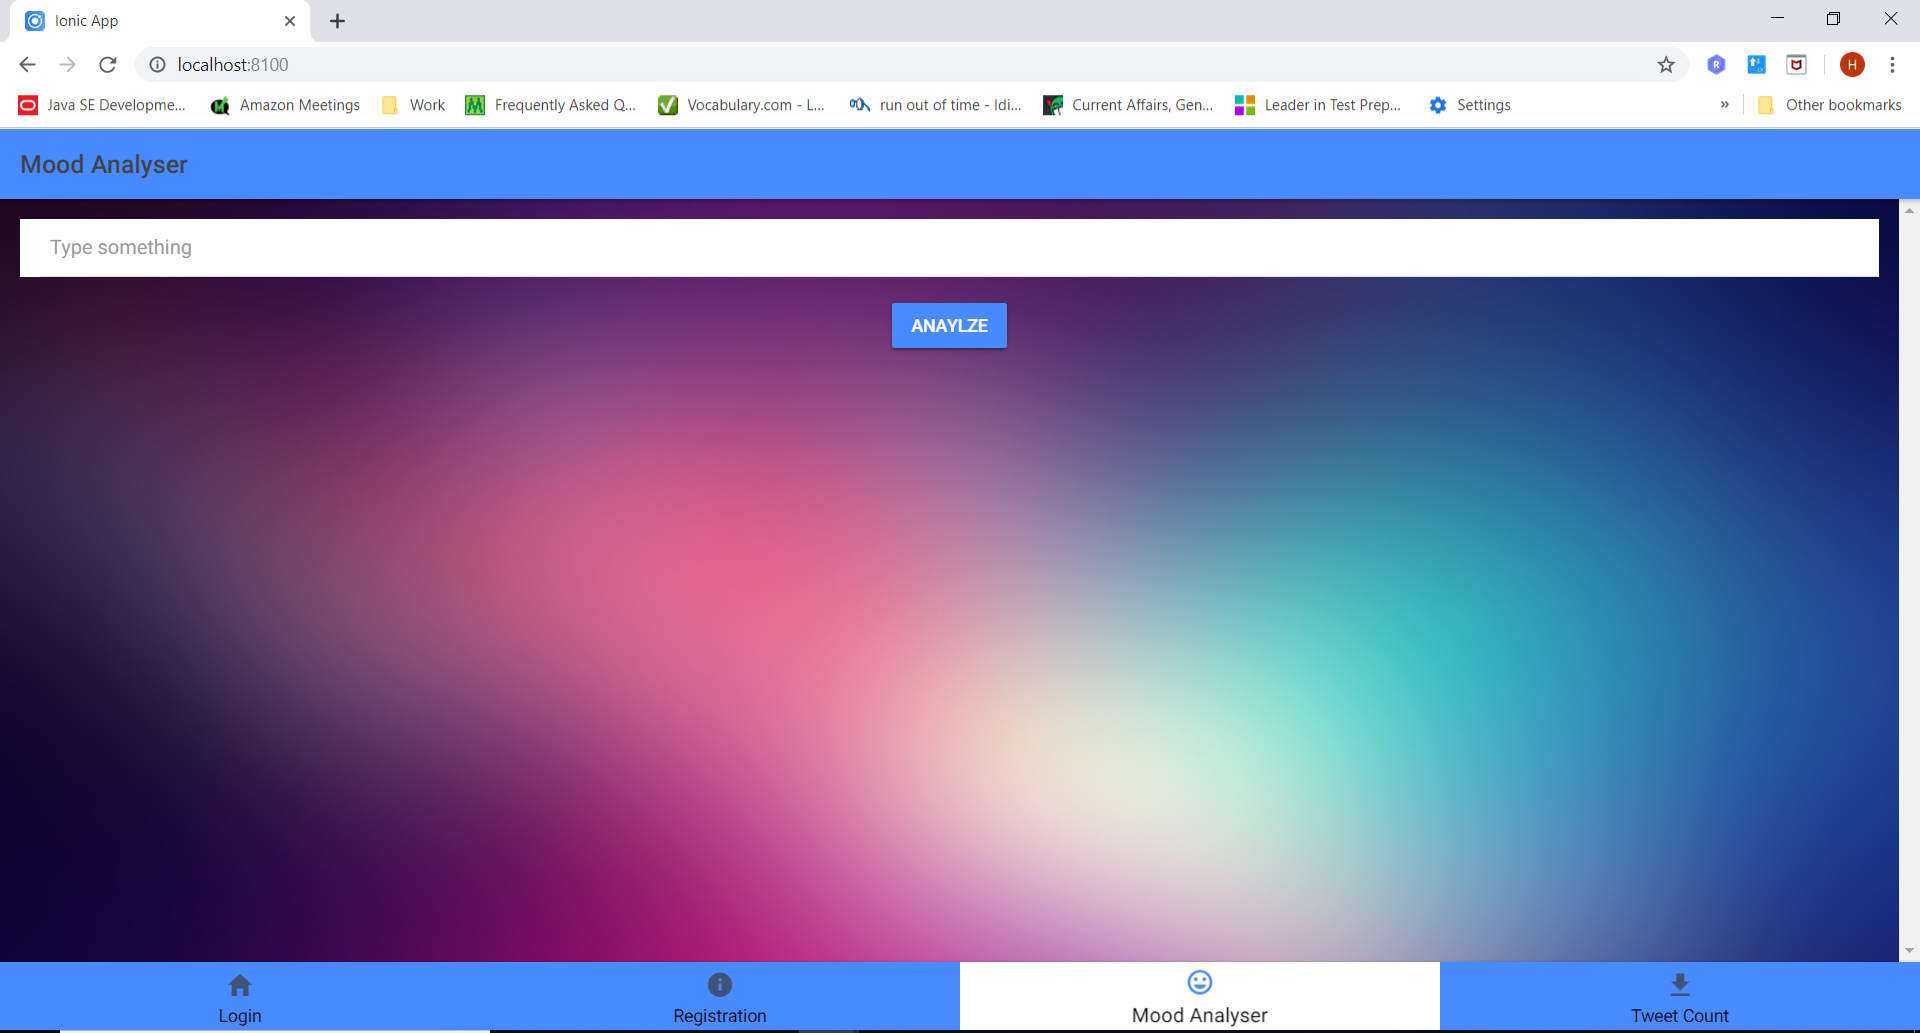 Ionic App
localhost:8100
Java SE Developme... Amazon Meetings Work Frequently Asked Q... Vocabulary.com - L... run out of time - Idi... Current Affairs, Gen... Leader in Test Prep... Settings » Other bookmarks
Mood Analyser
Type something
ANAYLZE
Login Registration Mood Analyser Tweet Count